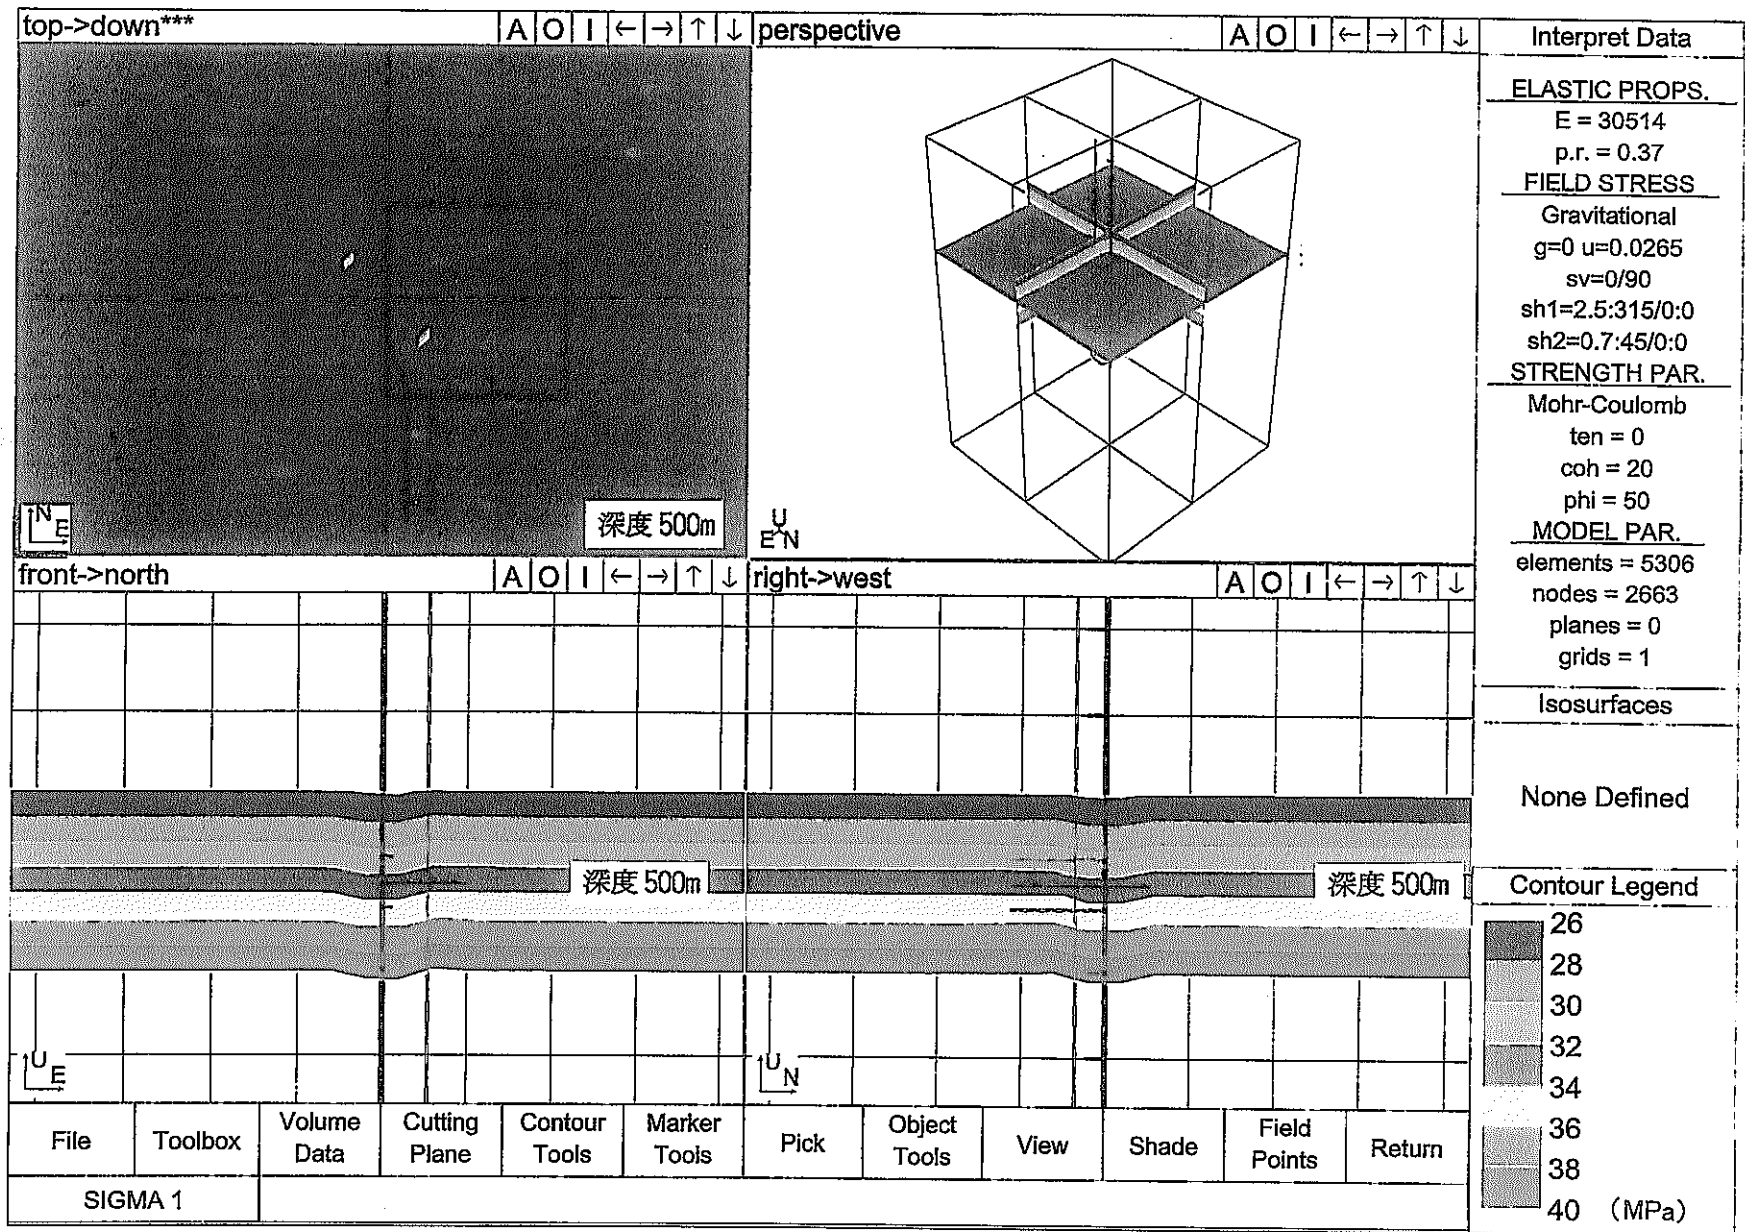 top->down***
A O I ← → ↑ ↓
perspective
A O I ← → ↑ ↓
N
E
深度 500m
U
E N
front->north
A O I ← → ↑ ↓
right->west
A O I ← → ↑ ↓
深度 500m
深度 500m
U
E
U
N
Interpret Data
ELASTIC PROPS.
E = 30514
p.r. = 0.37
FIELD STRESS
Gravitational
g=0 u=0.0265
sv=0/90
sh1=2.5:315/0:0
sh2=0.7:45/0:0
STRENGTH PAR.
Mohr-Coulomb
ten = 0
coh = 20
phi = 50
MODEL PAR.
elements = 5306
nodes = 2663
planes = 0
grids = 1
Isosurfaces
None Defined
Contour Legend
26
28
30
32
34
36
38
40 (MPa)
File
Toolbox
Volume
Data
Cutting
Plane
Contour
Tools
Marker
Tools
Pick
Object
Tools
View
Shade
Field
Points
Return
SIGMA 1